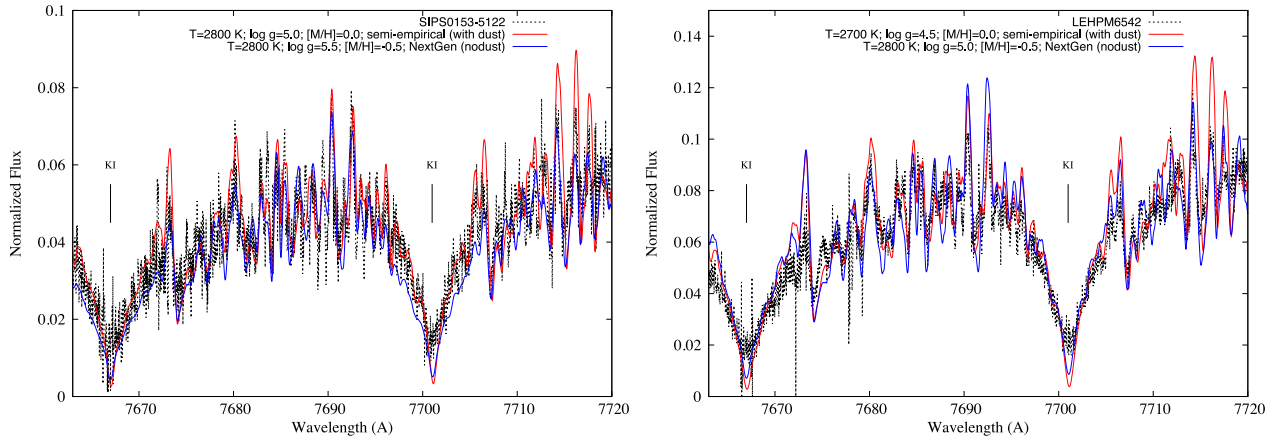 SIPS0153-5122
T=2800 K; log g=5.0; [M/H]=0.0; semi-empirical (with dust)
T=2800 K; log g=5.5; [M/H]=-0.5; NextGen (nodust)
KI
KI
0.1
0.08
0.06
0.04
0.02
0
Normalized Flux
7670
7680
7690
7700
7710
7720
Wavelength (A)
LEHPM6542
T=2700 K; log g=4.5; [M/H]=0.0; semi-empirical (with dust)
T=2800 K; log g=5.0; [M/H]=-0.5; NextGen (nodust)
KI
KI
0.14
0.12
0.1
0.08
0.06
0.04
0.02
0
Normalized Flux
7670
7680
7690
7700
7710
7720
Wavelength (A)